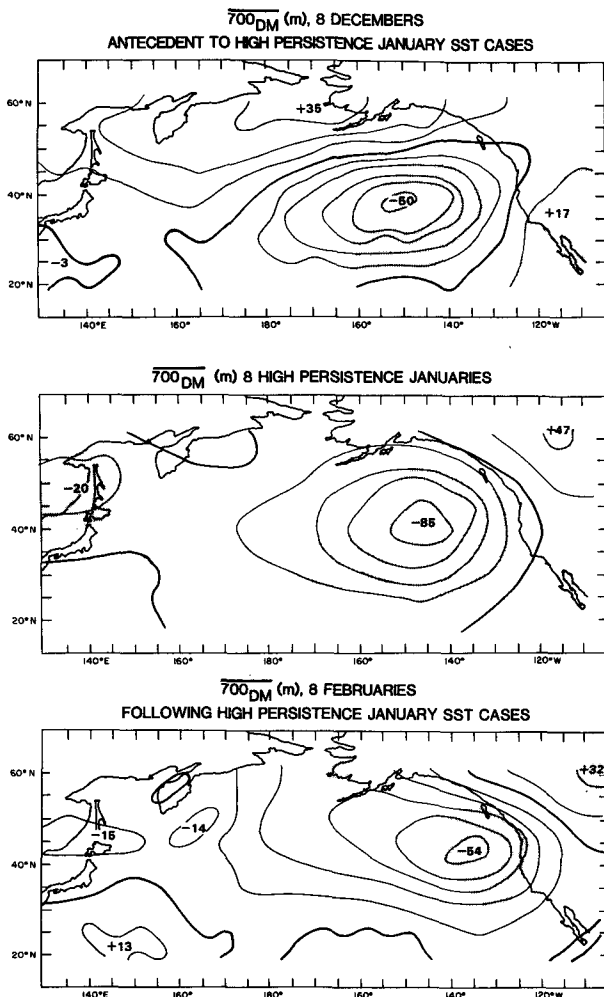 700DM (m), 8 DECEMBERS
ANTECEDENT TO HIGH PERSISTENCE JANUARY SST CASES
60°N
+35
40°
-50
+17
-3
20°N
140°E 160° 180° 160° 140° 120°W
700DM (m) 8 HIGH PERSISTENCE JANUARIES
60°N
+47
-20
40°
-85
20°N
140°E 160° 180° 160° 140° 120°W
700DM (m), 8 FEBRUARIES
FOLLOWING HIGH PERSISTENCE JANUARY SST CASES
60°N
+32
-14
-15
40°
-54
+13
20°N
140°E 160° 180° 160° 140° 120°W